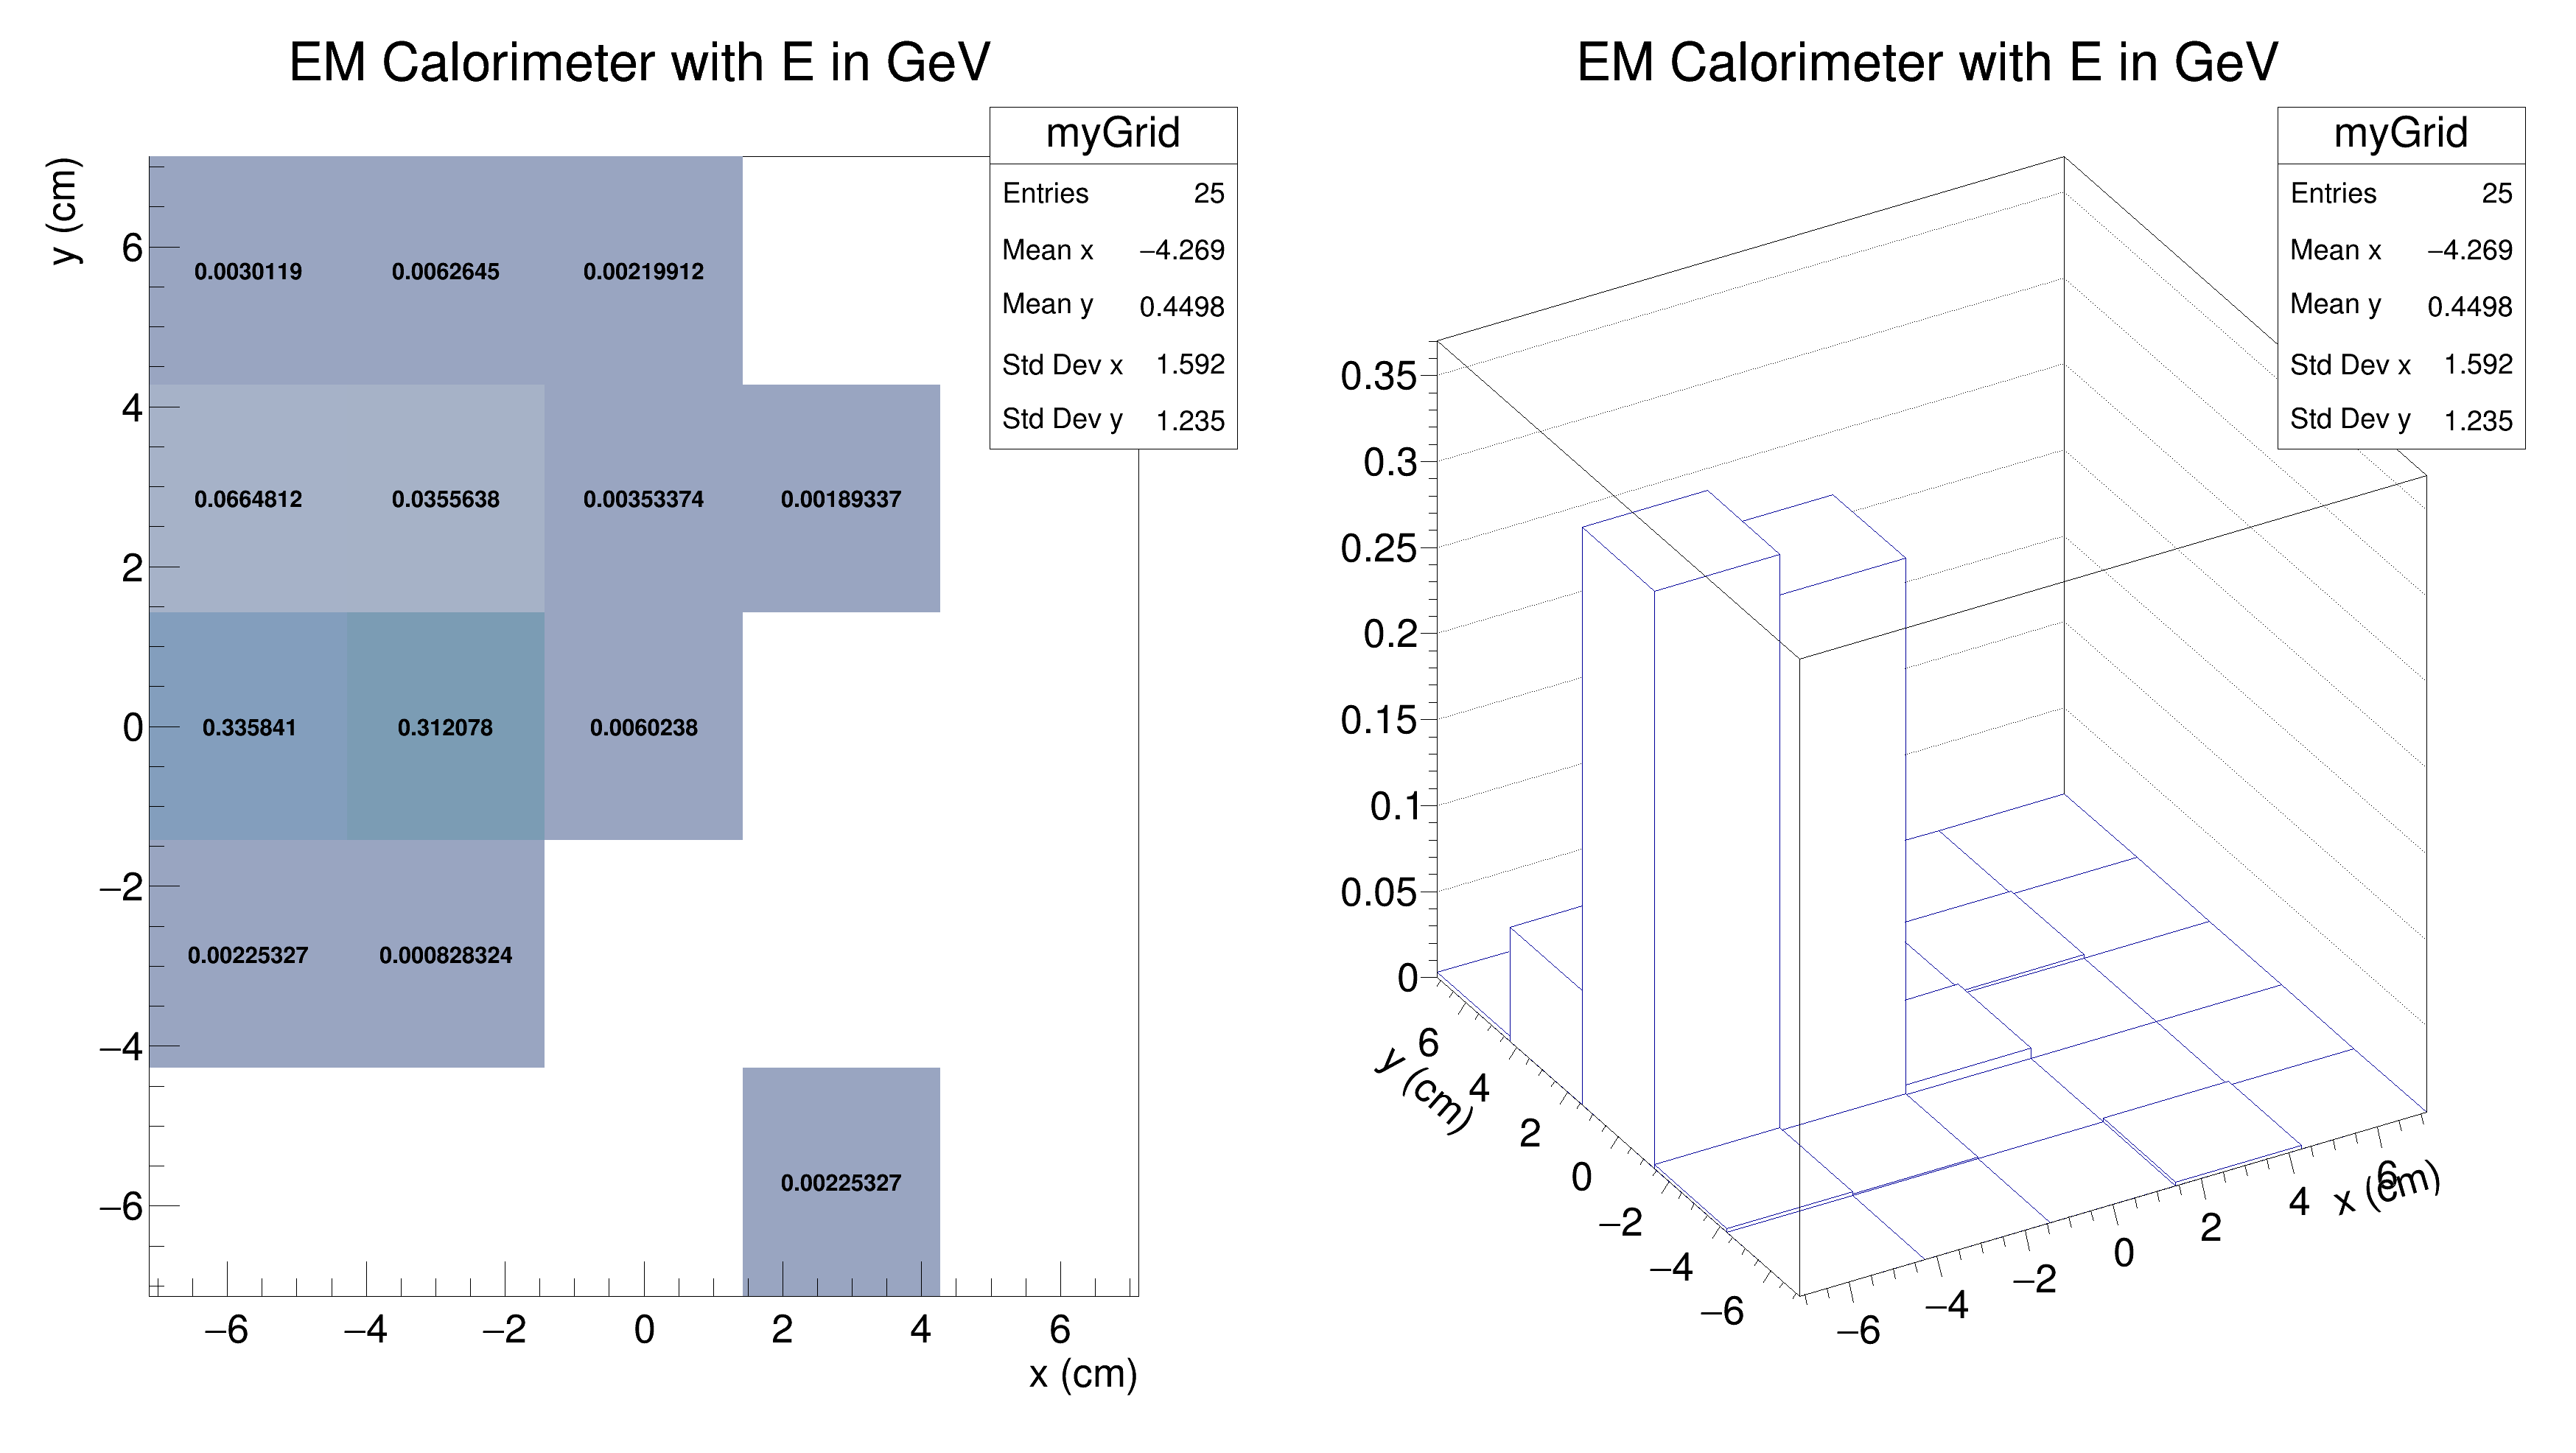 EM Calorimeter with E in GeV
myGrid
Entries 25
Mean x −4.269
Mean y 0.4498
Std Dev x 1.592
Std Dev y 1.235
y (cm)
6
4
2
0
−2
−4
−6
0.0030119 0.0062645 0.00219912
0.0664812 0.0355638 0.00353374 0.00189337
0.335841 0.312078 0.0060238
0.00225327 0.000828324
0.00225327
−6 −4 −2 0 2 4 6
x (cm)
EM Calorimeter with E in GeV
myGrid
Entries 25
Mean x −4.269
Mean y 0.4498
Std Dev x 1.592
Std Dev y 1.235
0.35
0.3
0.25
0.2
0.15
0.1
0.05
0
6
4
2
0
−2
−4
−6
y (cm)
−6 −4 −2 0 2 4 6
x (cm)